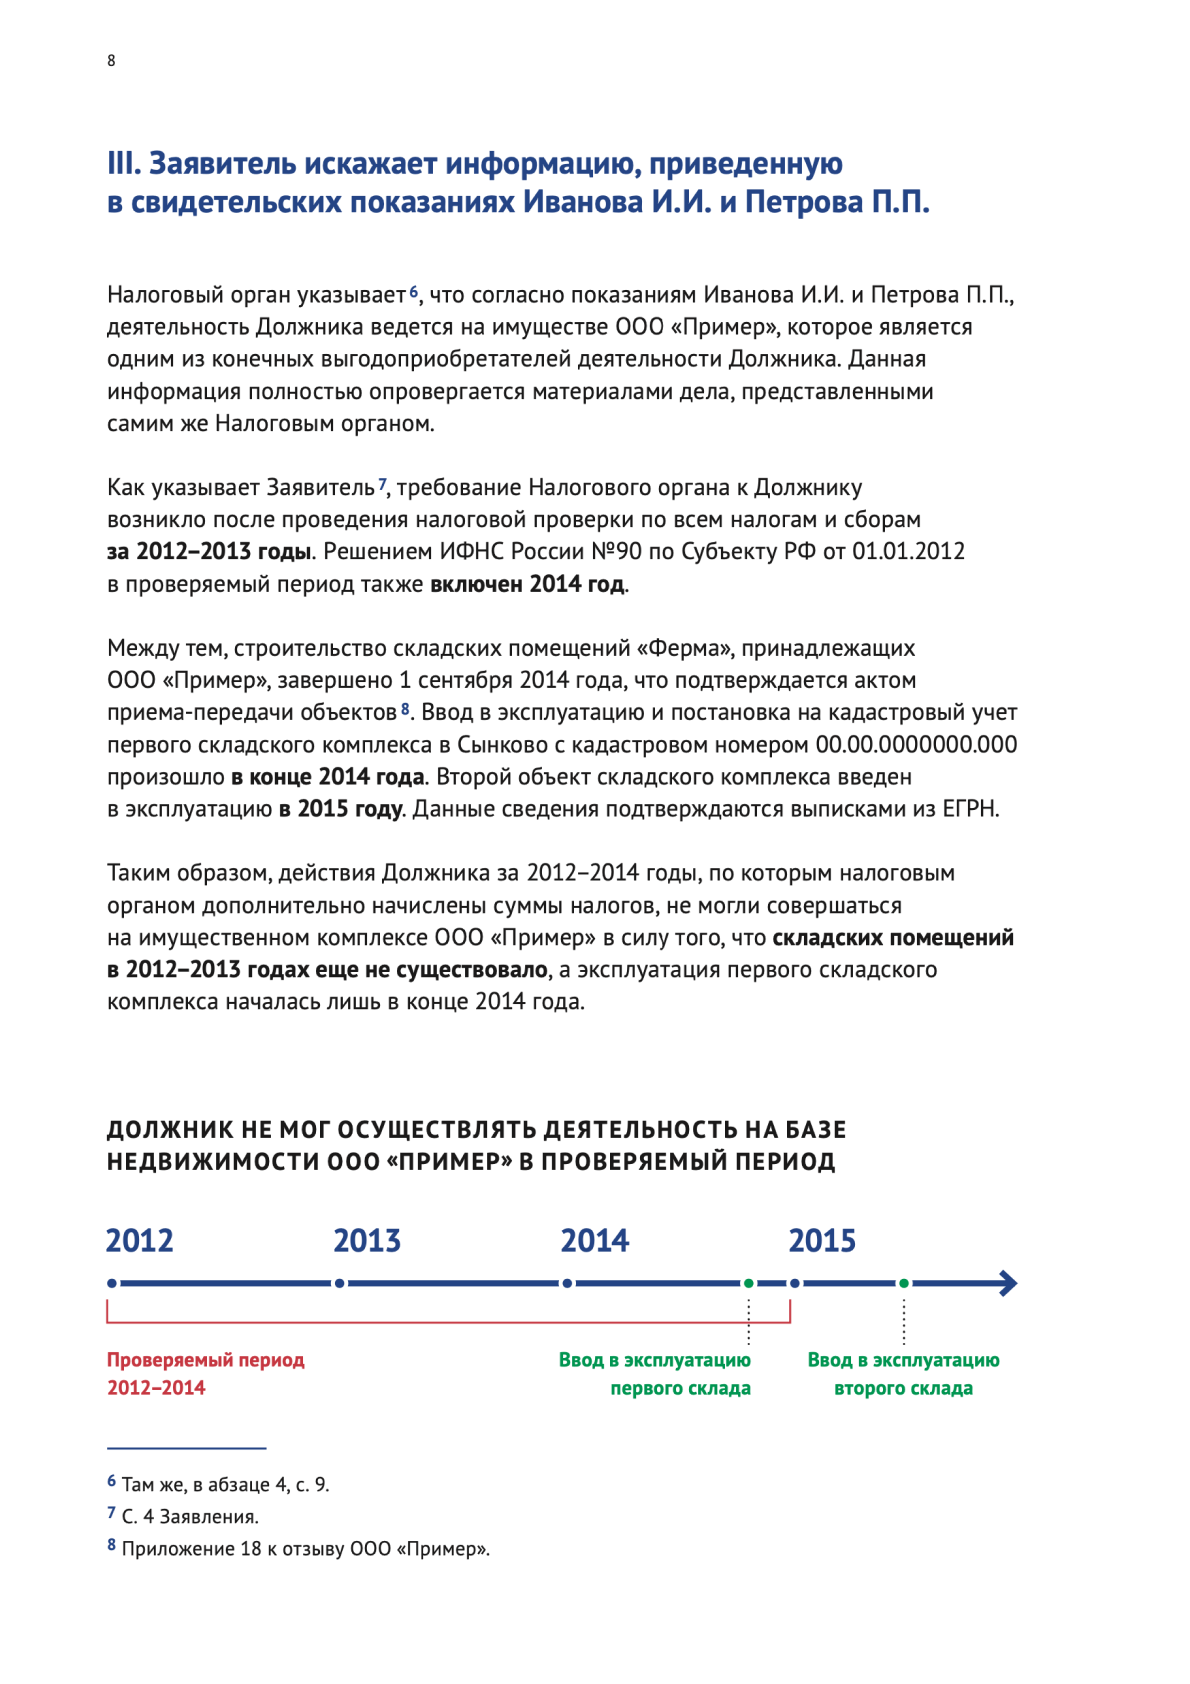 8
III. Заявитель искажает информацию, приведенную
в свидетельских показаниях Иванова И.И. и Петрова П.П.
Налоговый орган указывает⁶, что согласно показаниям Иванова И.И. и Петрова П.П.,
деятельность Должника ведется на имуществе ООО «Пример», которое является
одним из конечных выгодоприобретателей деятельности Должника. Данная
информация полностью опровергается материалами дела, представленными
самим же Налоговым органом.
Как указывает Заявитель⁷, требование Налогового органа к Должнику
возникло после проведения налоговой проверки по всем налогам и сборам
за 2012–2013 годы. Решением ИФНС России №90 по Субъекту РФ от 01.01.2012
в проверяемый период также включен 2014 год.
Между тем, строительство складских помещений «Ферма», принадлежащих
ООО «Пример», завершено 1 сентября 2014 года, что подтверждается актом
приема-передачи объектов⁸. Ввод в эксплуатацию и постановка на кадастровый учет
первого складского комплекса в Сынково с кадастровом номером 00.00.0000000.000
произошло в конце 2014 года. Второй объект складского комплекса введен
в эксплуатацию в 2015 году. Данные сведения подтверждаются выписками из ЕГРН.
Таким образом, действия Должника за 2012–2014 годы, по которым налоговым
органом дополнительно начислены суммы налогов, не могли совершаться
на имущественном комплексе ООО «Пример» в силу того, что складских помещений
в 2012–2013 годах еще не существовало, а эксплуатация первого складского
комплекса началась лишь в конце 2014 года.
ДОЛЖНИК НЕ МОГ ОСУЩЕСТВЛЯТЬ ДЕЯТЕЛЬНОСТЬ НА БАЗЕ
НЕДВИЖИМОСТИ ООО «ПРИМЕР» В ПРОВЕРЯЕМЫЙ ПЕРИОД
2012 2013 2014 2015
Проверяемый период
2012–2014
Ввод в эксплуатацию
первого склада
Ввод в эксплуатацию
второго склада
⁶ Там же, в абзаце 4, с. 9.
⁷ С. 4 Заявления.
⁸ Приложение 18 к отзыву ООО «Пример».